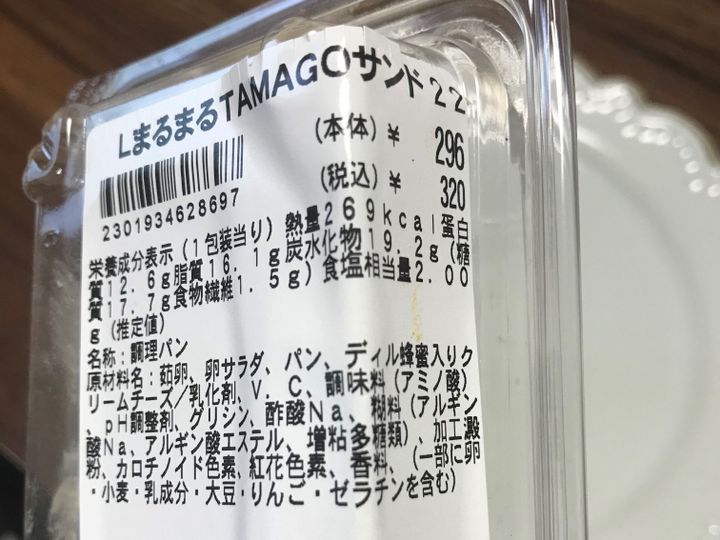 LまるまるTAMAGOサンド22
(本体)¥ 296
(税込)¥ 320
2301934628697
栄養成分表示(1包装当り)熱量269kcal蛋白
質12.6g脂質16.1g炭水化物19.2g(糖
質17.7g食物繊維1.5g)食塩相当量2.00
g(推定値)
名称:調理パン
原材料名:茹卵、卵サラダ、パン、ディル蜂蜜入りク
リームチーズ/乳化剤、V.C、調味料(アミノ酸)
、pH調整剤、グリシン、酢酸Na、糊料(アルギン
酸Na、アルギン酸エステル、増粘多糖類)、加工澱
粉、カロチノイド色素、紅花色素、香料、(一部に卵
・小麦・乳成分・大豆・りんご・ゼラチンを含む)